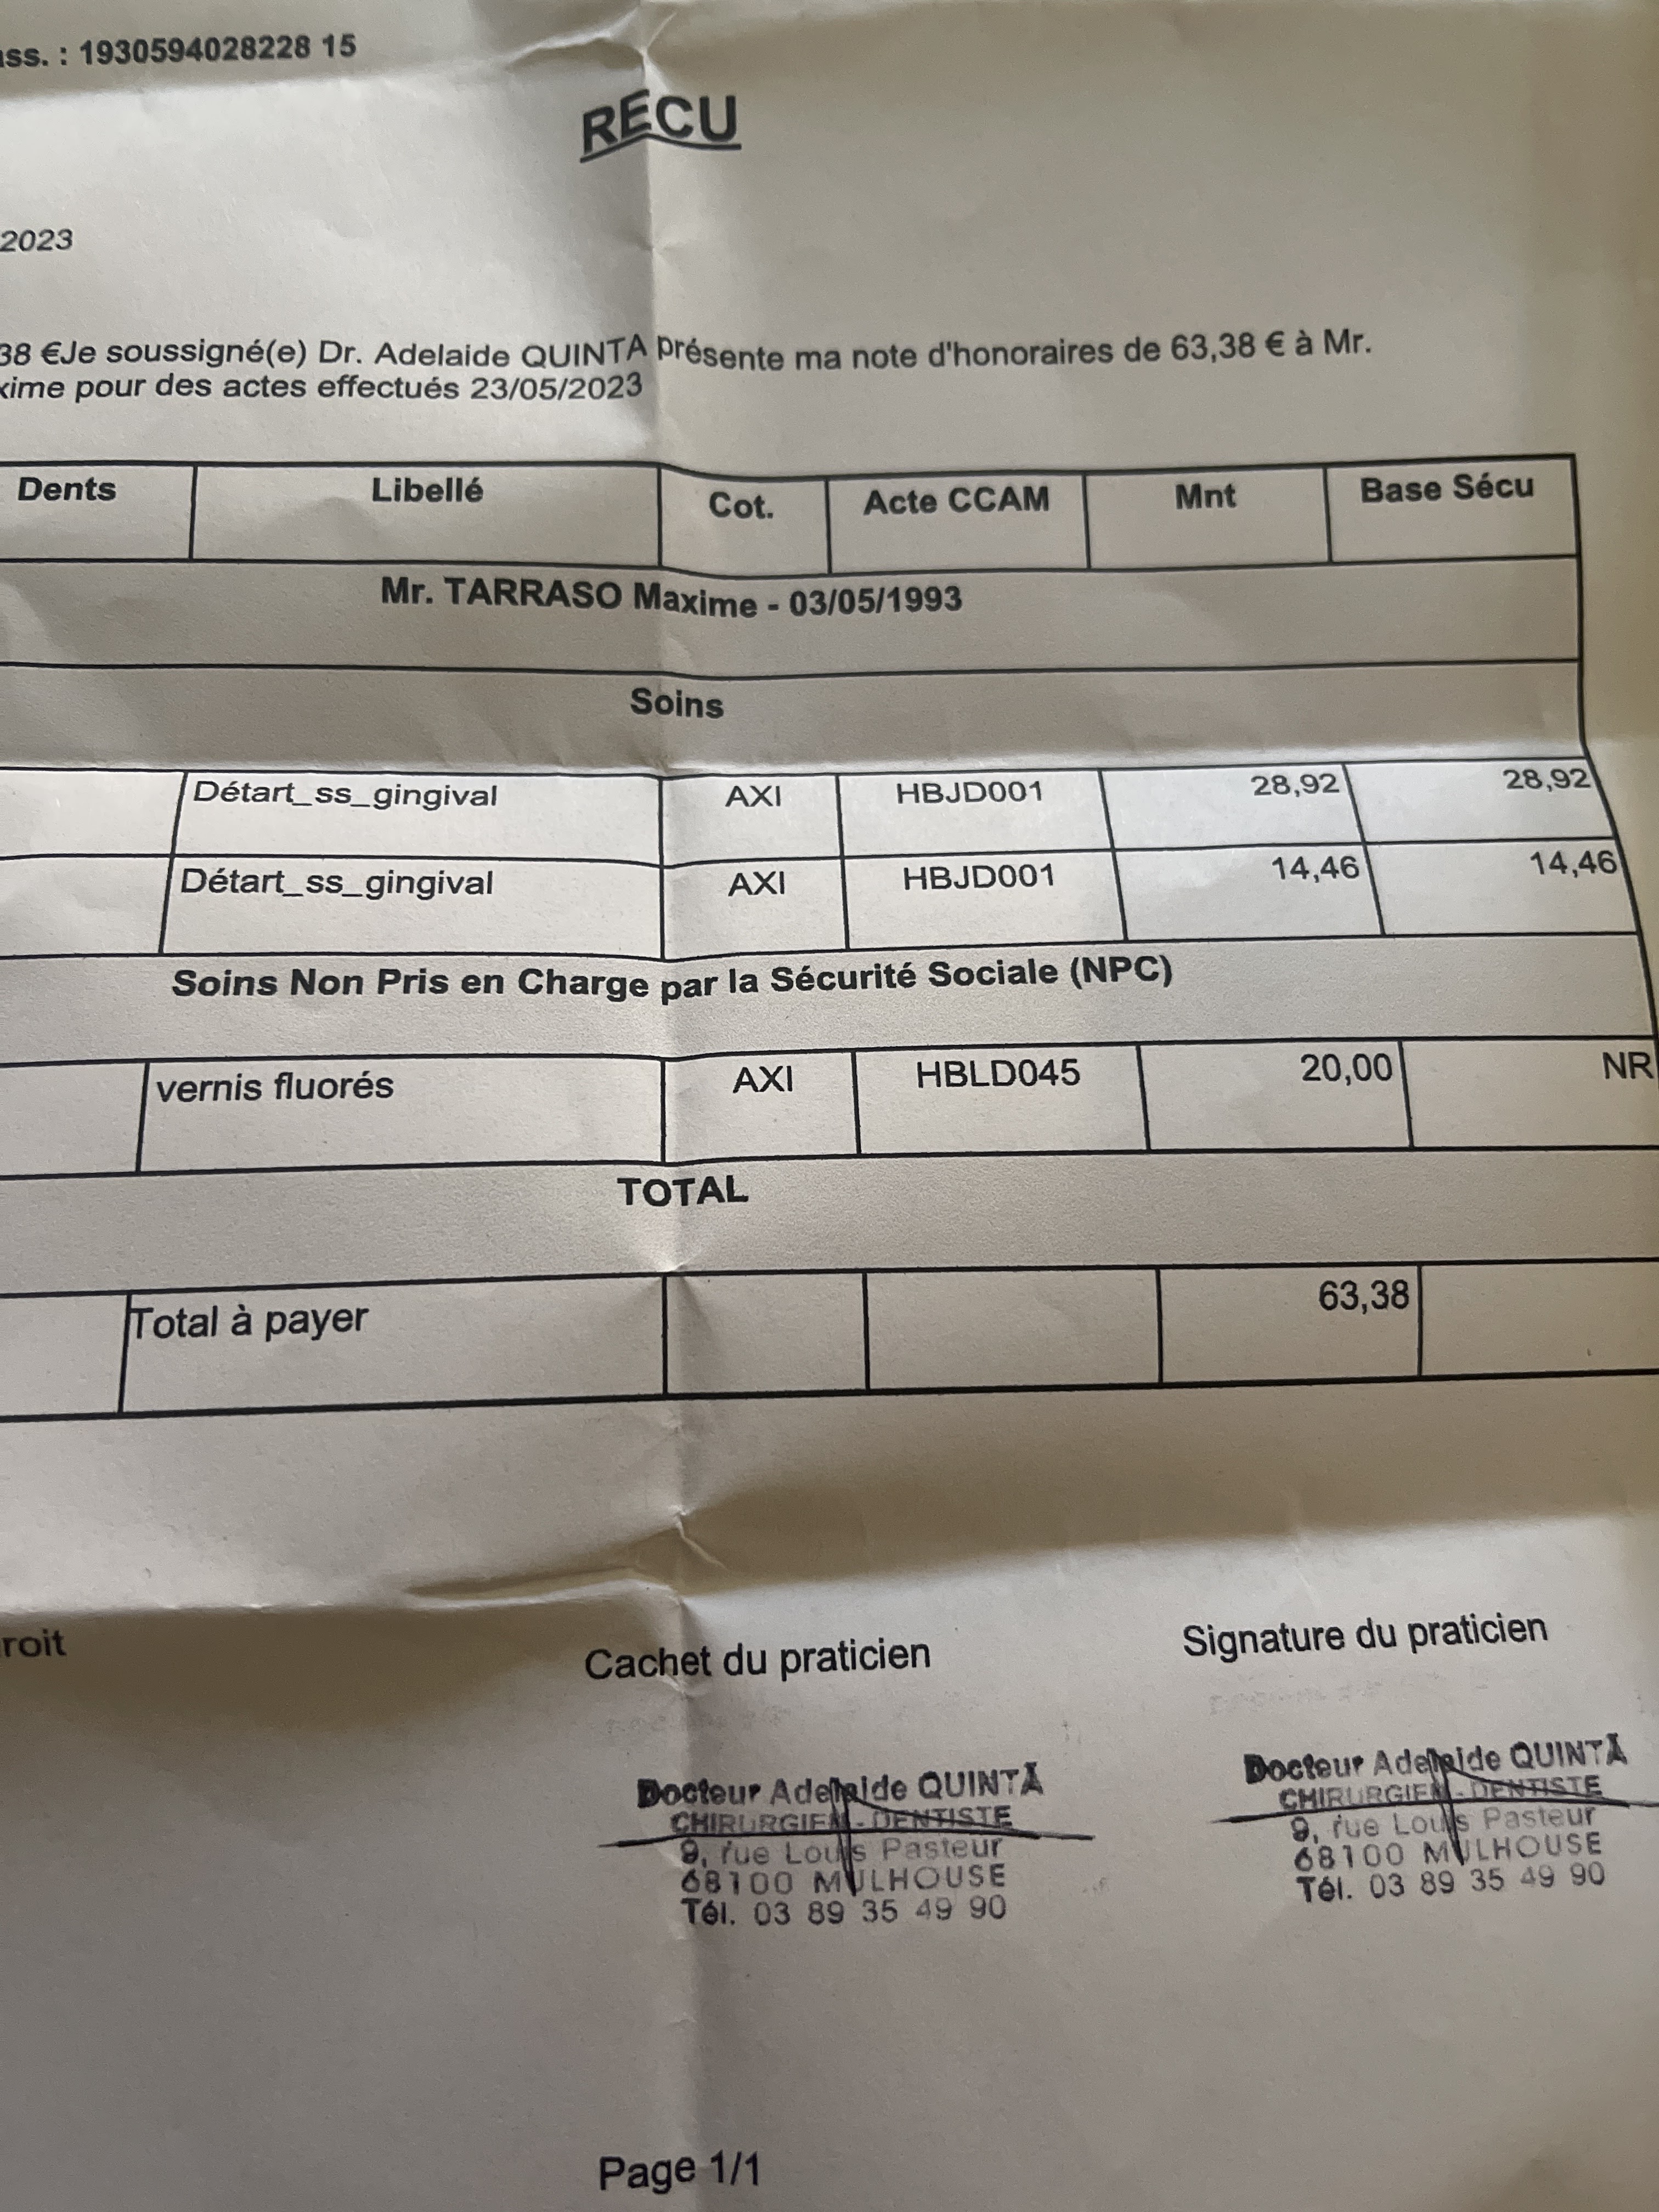 ass. : 1930594028228 15
RECU
2023
38 €Je soussigné(e) Dr. Adelaide QUINTA présente ma note d'honoraires de 63,38 € à Mr.
xime pour des actes effectués 23/05/2023
Dents Libellé Cot. Acte CCAM Mnt Base Sécu
Mr. TARRASO Maxime - 03/05/1993
Soins
Détart_ss_gingival AXI HBJD001 28,92 28,92
Détart_ss_gingival AXI HBJD001 14,46 14,46
Soins Non Pris en Charge par la Sécurité Sociale (NPC)
vernis fluorés AXI HBLD045 20,00 NR
TOTAL
Total à payer 63,38
roit Cachet du praticien Signature du praticien
Docteur Adelaide QUINTA
CHIRURGIEN - DENTISTE
9, rue Louis Pasteur
68100 MULHOUSE
Tél. 03 89 35 49 90
Docteur Adelaide QUINTA
CHIRURGIEN - DENTISTE
9, rue Louis Pasteur
68100 MULHOUSE
Tél. 03 89 35 49 90
Page 1/1